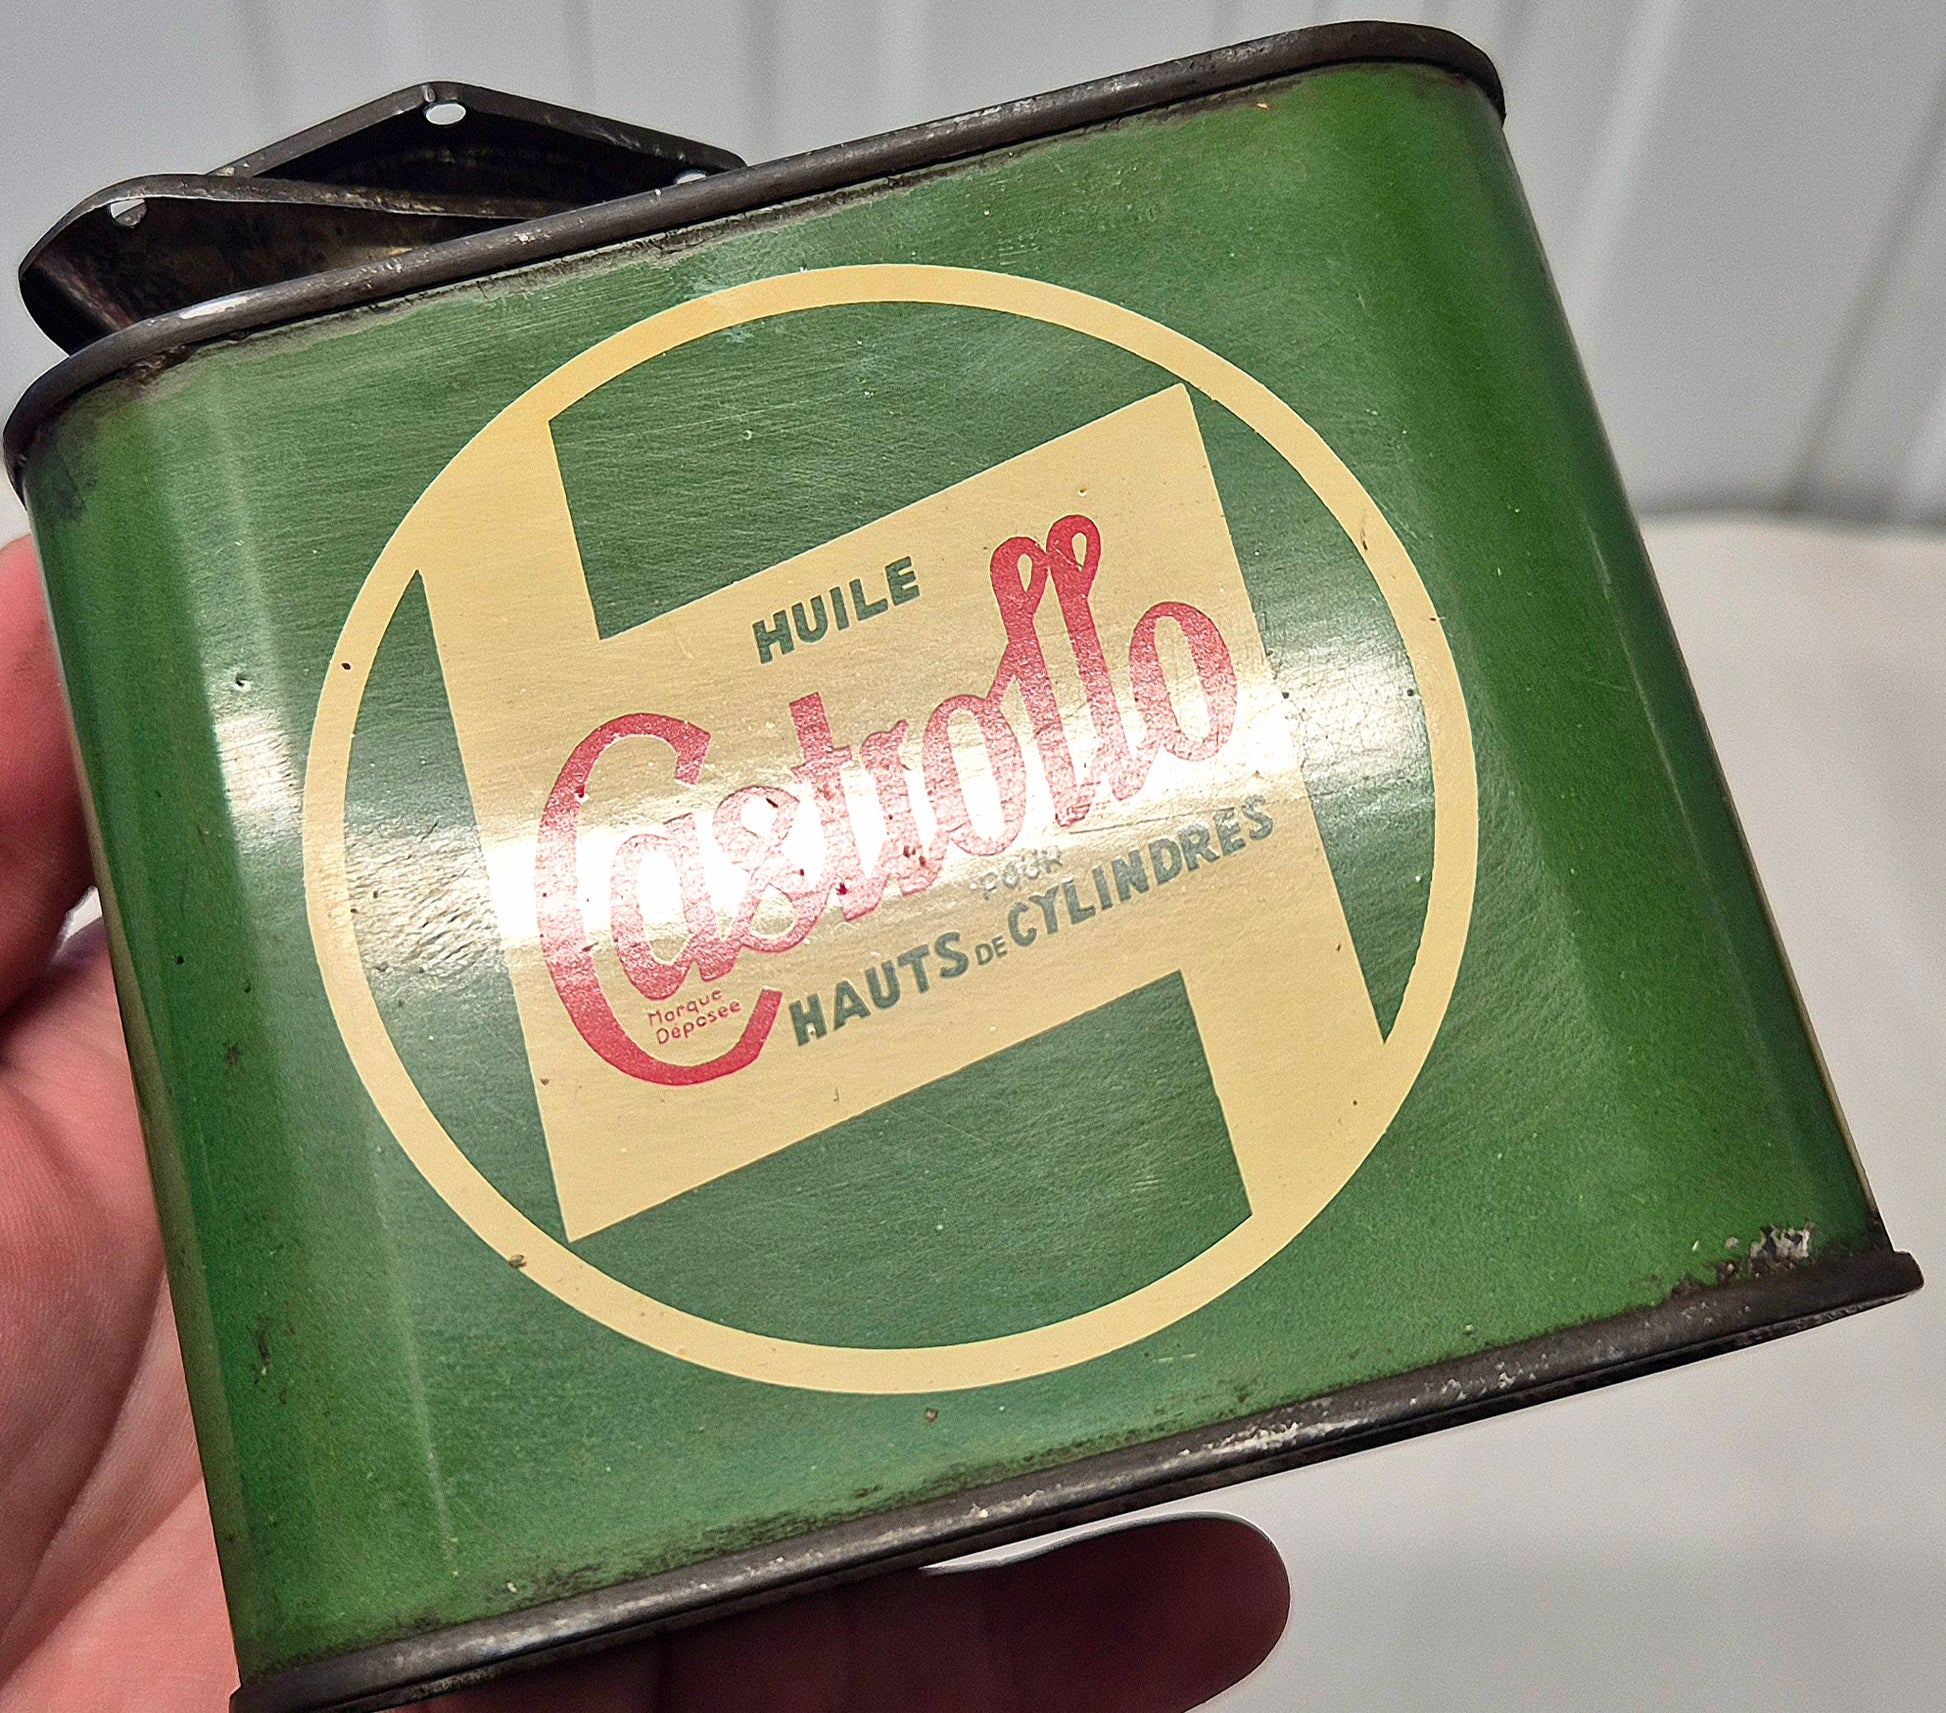 HUILE
Castrollo
Marque
Déposée
POUR
HAUTS DE CYLINDRES